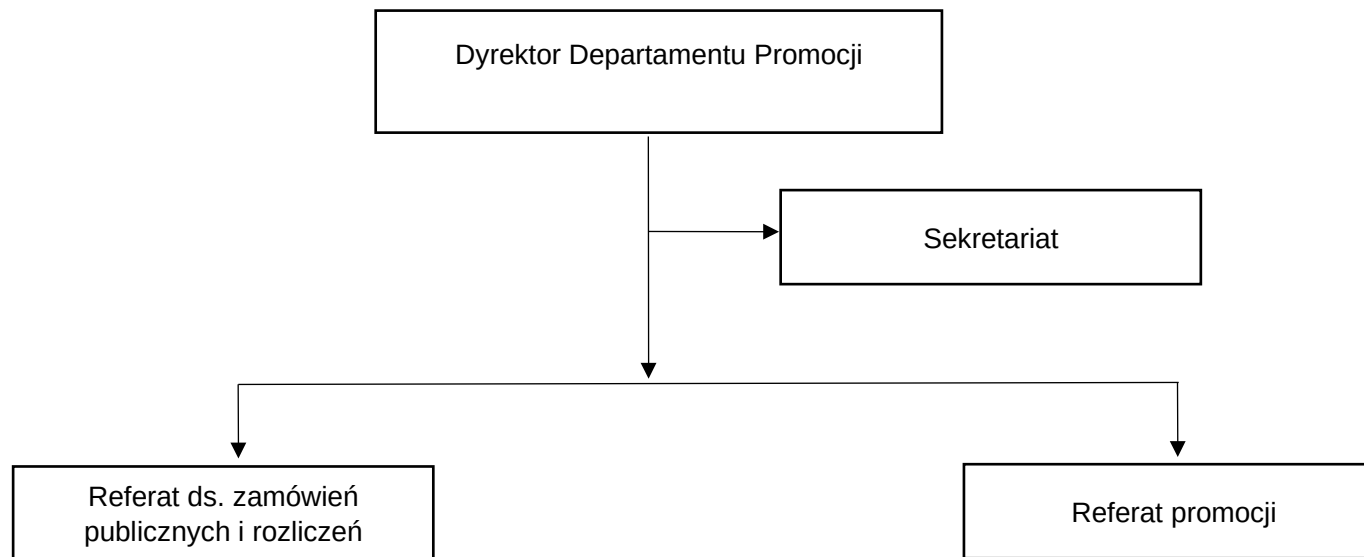 Dyrektor Departamentu Promocji
Sekretariat
Referat ds. zamówień
publicznych i rozliczeń
Referat promocji